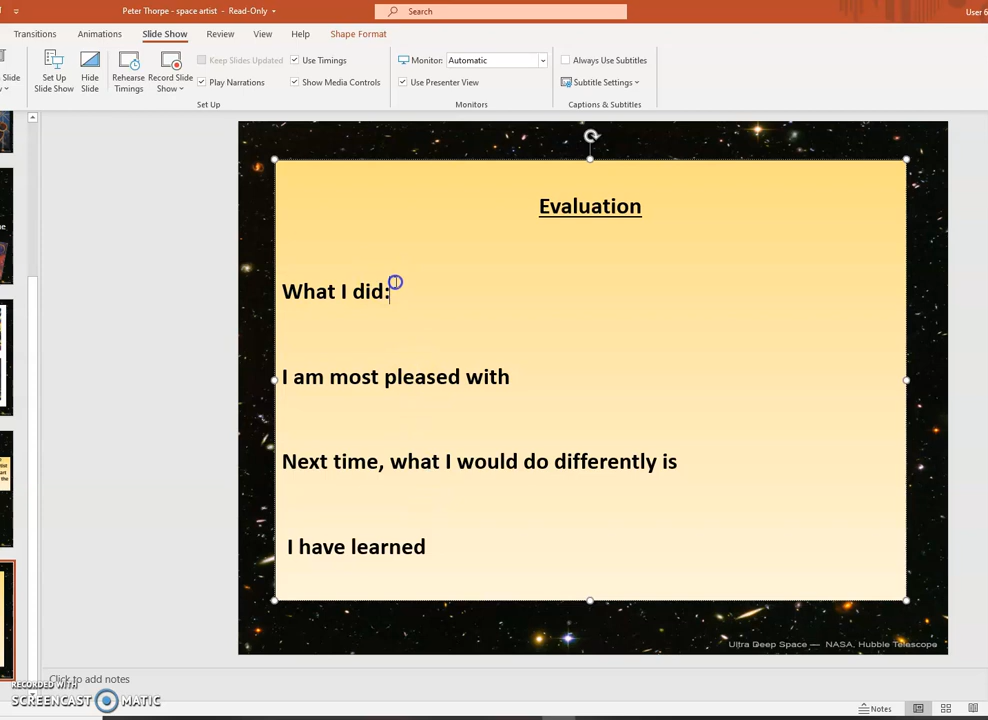 Peter Thorpe - space artist - Read-Only
Search
User 6
Transitions Animations Slide Show Review View Help Shape Format
Slide
Set Up Slide Show
Hide Slide
Rehearse Timings
Record Slide Show
Keep Slides Updated
Use Timings
Play Narrations
Show Media Controls
Set Up
Monitor: Automatic
Use Presenter View
Monitors
Always Use Subtitles
Subtitle Settings
Captions & Subtitles
Evaluation
What I did:
I am most pleased with
Next time, what I would do differently is
I have learned
Ultra Deep Space — NASA, Hubble Telescope
Click to add notes
RECORDED WITH
SCREENCAST MATIC
Notes